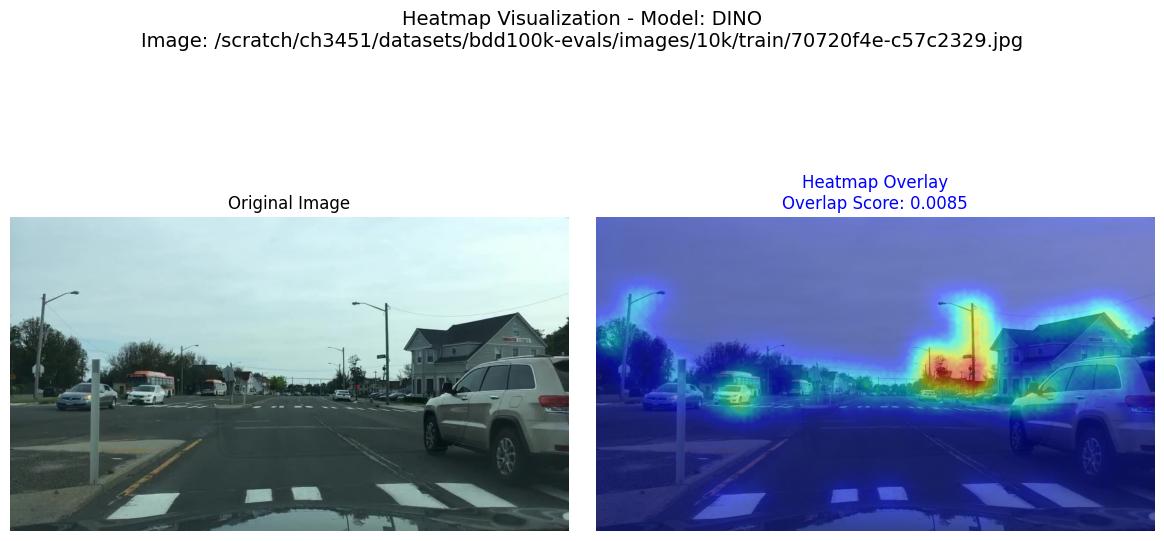 Heatmap Visualization - Model: DINO
Image: /scratch/ch3451/datasets/bdd100k-evals/images/10k/train/70720f4e-c57c2329.jpg
Original Image
Heatmap Overlay
Overlap Score: 0.0085